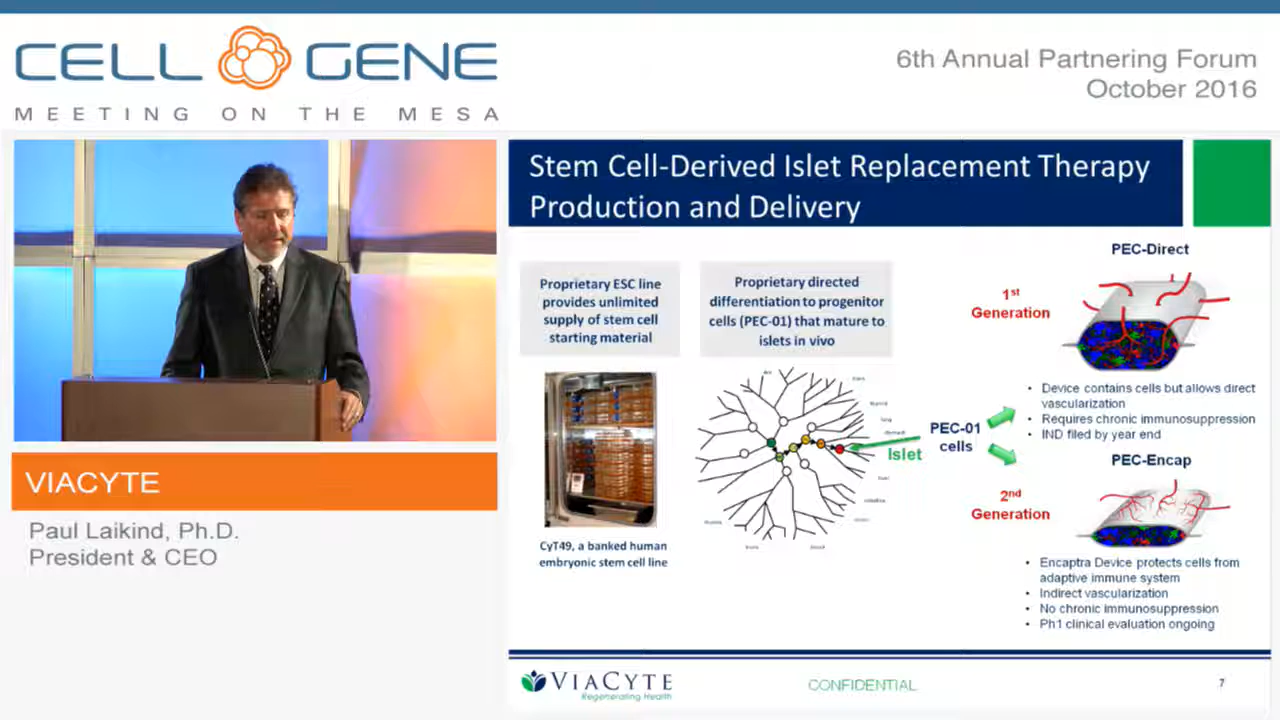 CELL GENE
MEETING ON THE MESA
6th Annual Partnering Forum
October 2016
VIACYTE
Paul Laikind, Ph.D.
President & CEO
Stem Cell-Derived Islet Replacement Therapy
Production and Delivery
Proprietary ESC line
provides unlimited
supply of stem cell
starting material
CyT49, a banked human
embryonic stem cell line
Proprietary directed
differentiation to progenitor
cells (PEC-01) that mature to
islets in vivo
Islet
PEC-01
cells
PEC-Direct
1st
Generation
• Device contains cells but allows direct
vascularization
• Requires chronic immunosuppression
• IND filed by year end
PEC-Encap
2nd
Generation
• Encaptra Device protects cells from
adaptive immune system
• Indirect vascularization
• No chronic immunosuppression
• Ph1 clinical evaluation ongoing
VIACYTE
Regenerating Health
CONFIDENTIAL
7